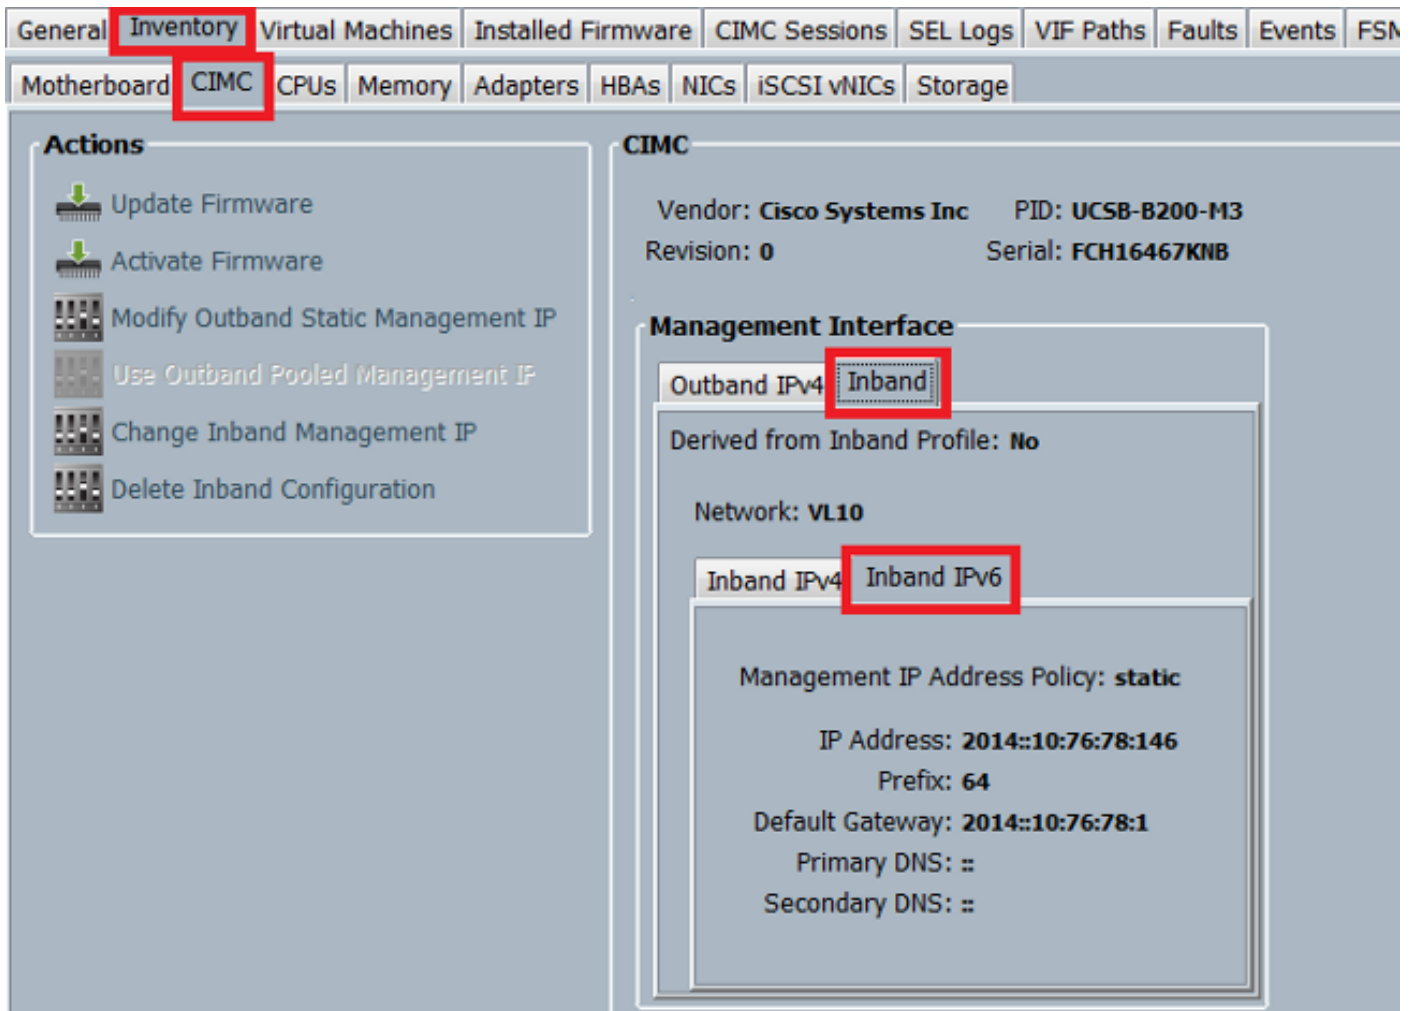 General Inventory Virtual Machines Installed Firmware CIMC Sessions SEL Logs VIF Paths Faults Events FSM
Motherboard CIMC CPUs Memory Adapters HBAs NICs iSCSI vNICs Storage
Actions
Update Firmware
Activate Firmware
Modify Outband Static Management IP
Use Outband Pooled Management IP
Change Inband Management IP
Delete Inband Configuration
CIMC
Vendor: Cisco Systems Inc PID: UCSB-B200-M3
Revision: 0 Serial: FCH16467KNB
Management Interface
Outband IPv4 Inband
Derived from Inband Profile: No
Network: VL10
Inband IPv4 Inband IPv6
Management IP Address Policy: static
IP Address: 2014::10:76:78:146
Prefix: 64
Default Gateway: 2014::10:76:78:1
Primary DNS: ::
Secondary DNS: ::